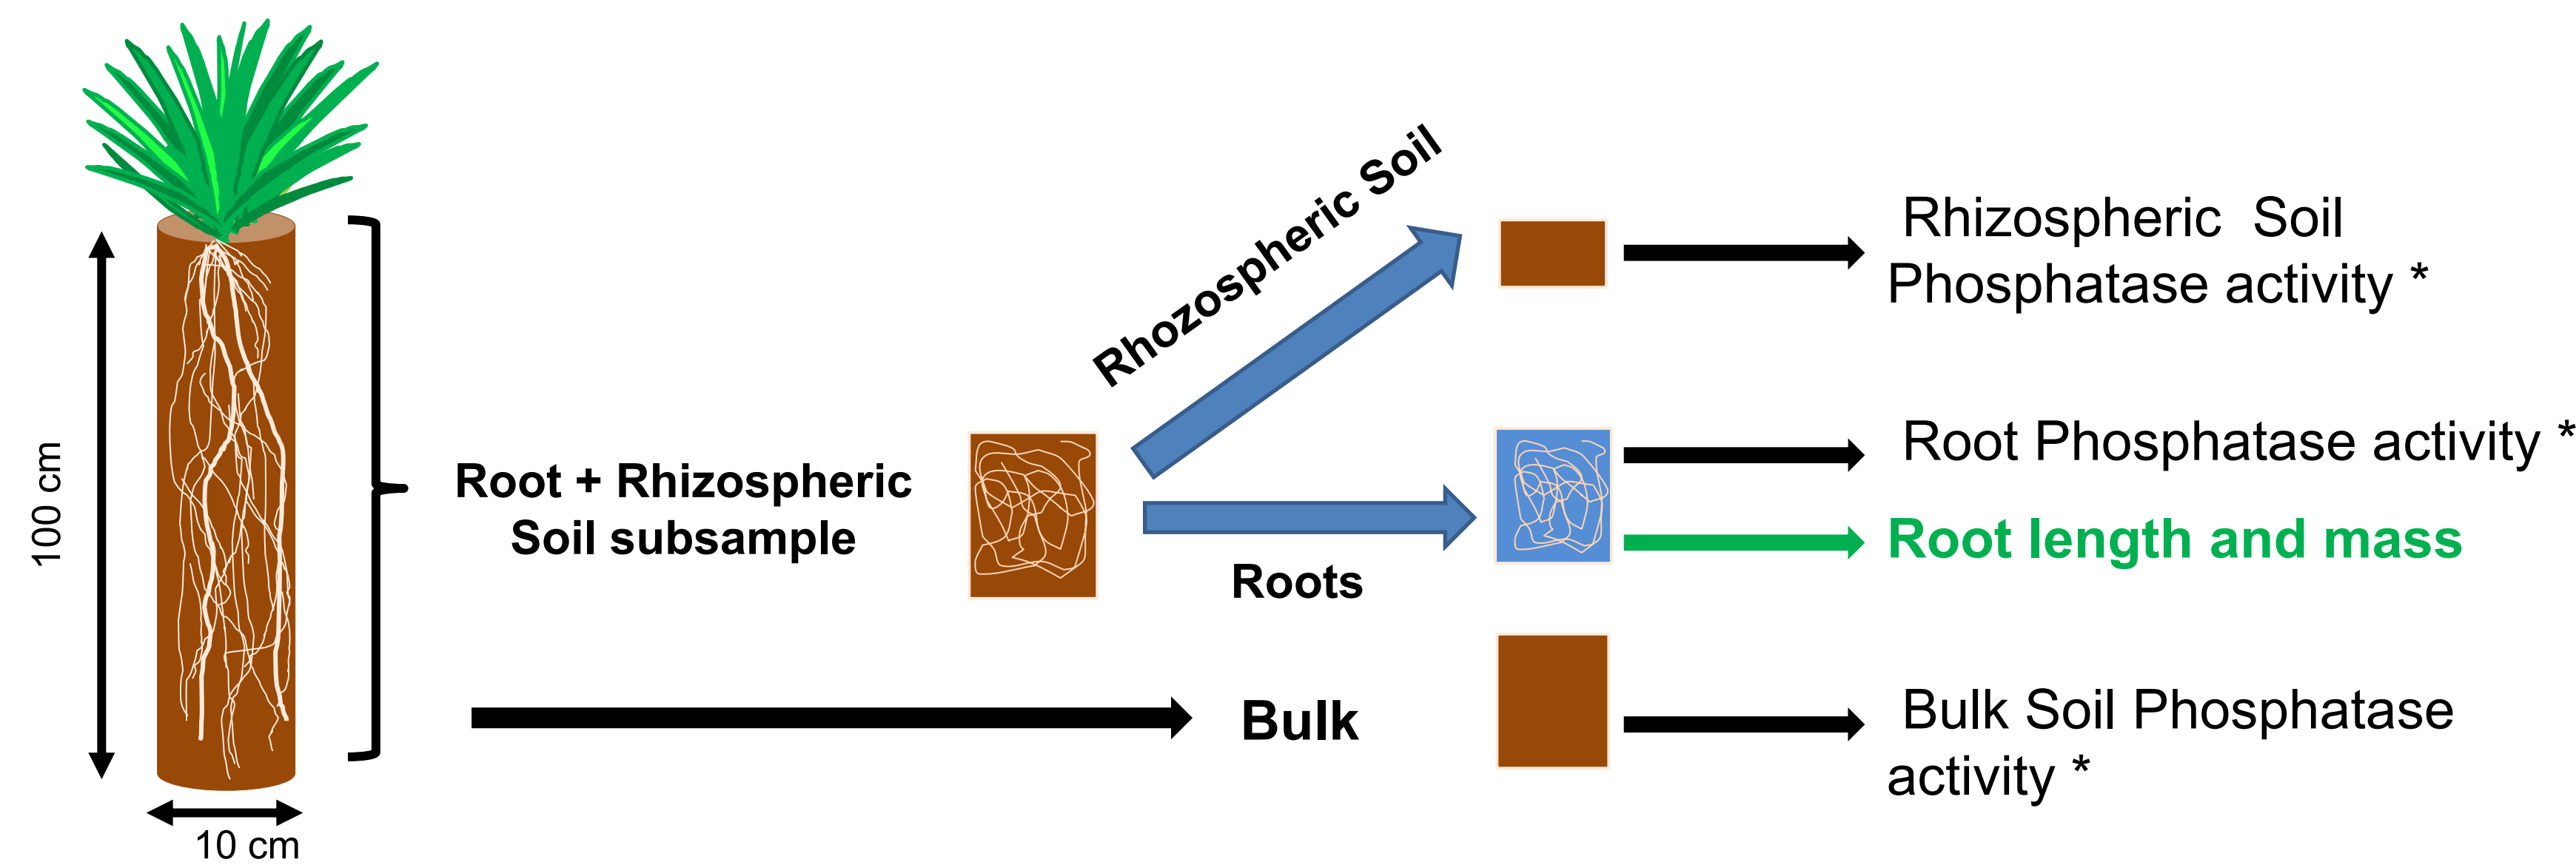 100 cm
10 cm
Root + Rhizospheric
Soil subsample
Rhozospheric Soil
Roots
Bulk
Rhizospheric Soil
Phosphatase activity *
Root Phosphatase activity *
Root length and mass
Bulk Soil Phosphatase
activity *